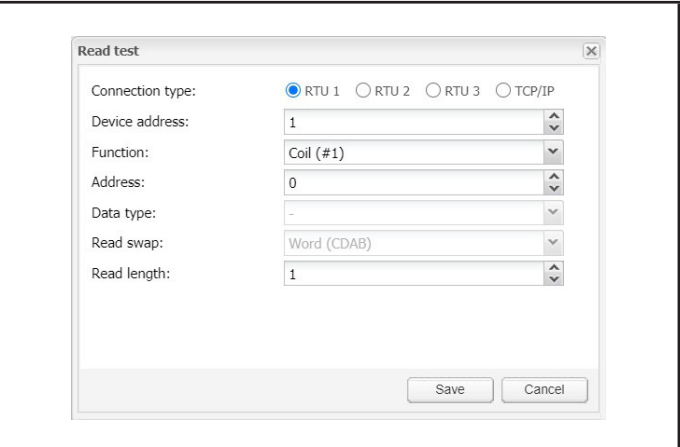 Read test
Connection type: RTU 1 RTU 2 RTU 3 TCP/IP
Device address: 1
Function: Coil (#1)
Address: 0
Data type: -
Read swap: Word (CDAB)
Read length: 1
Save Cancel